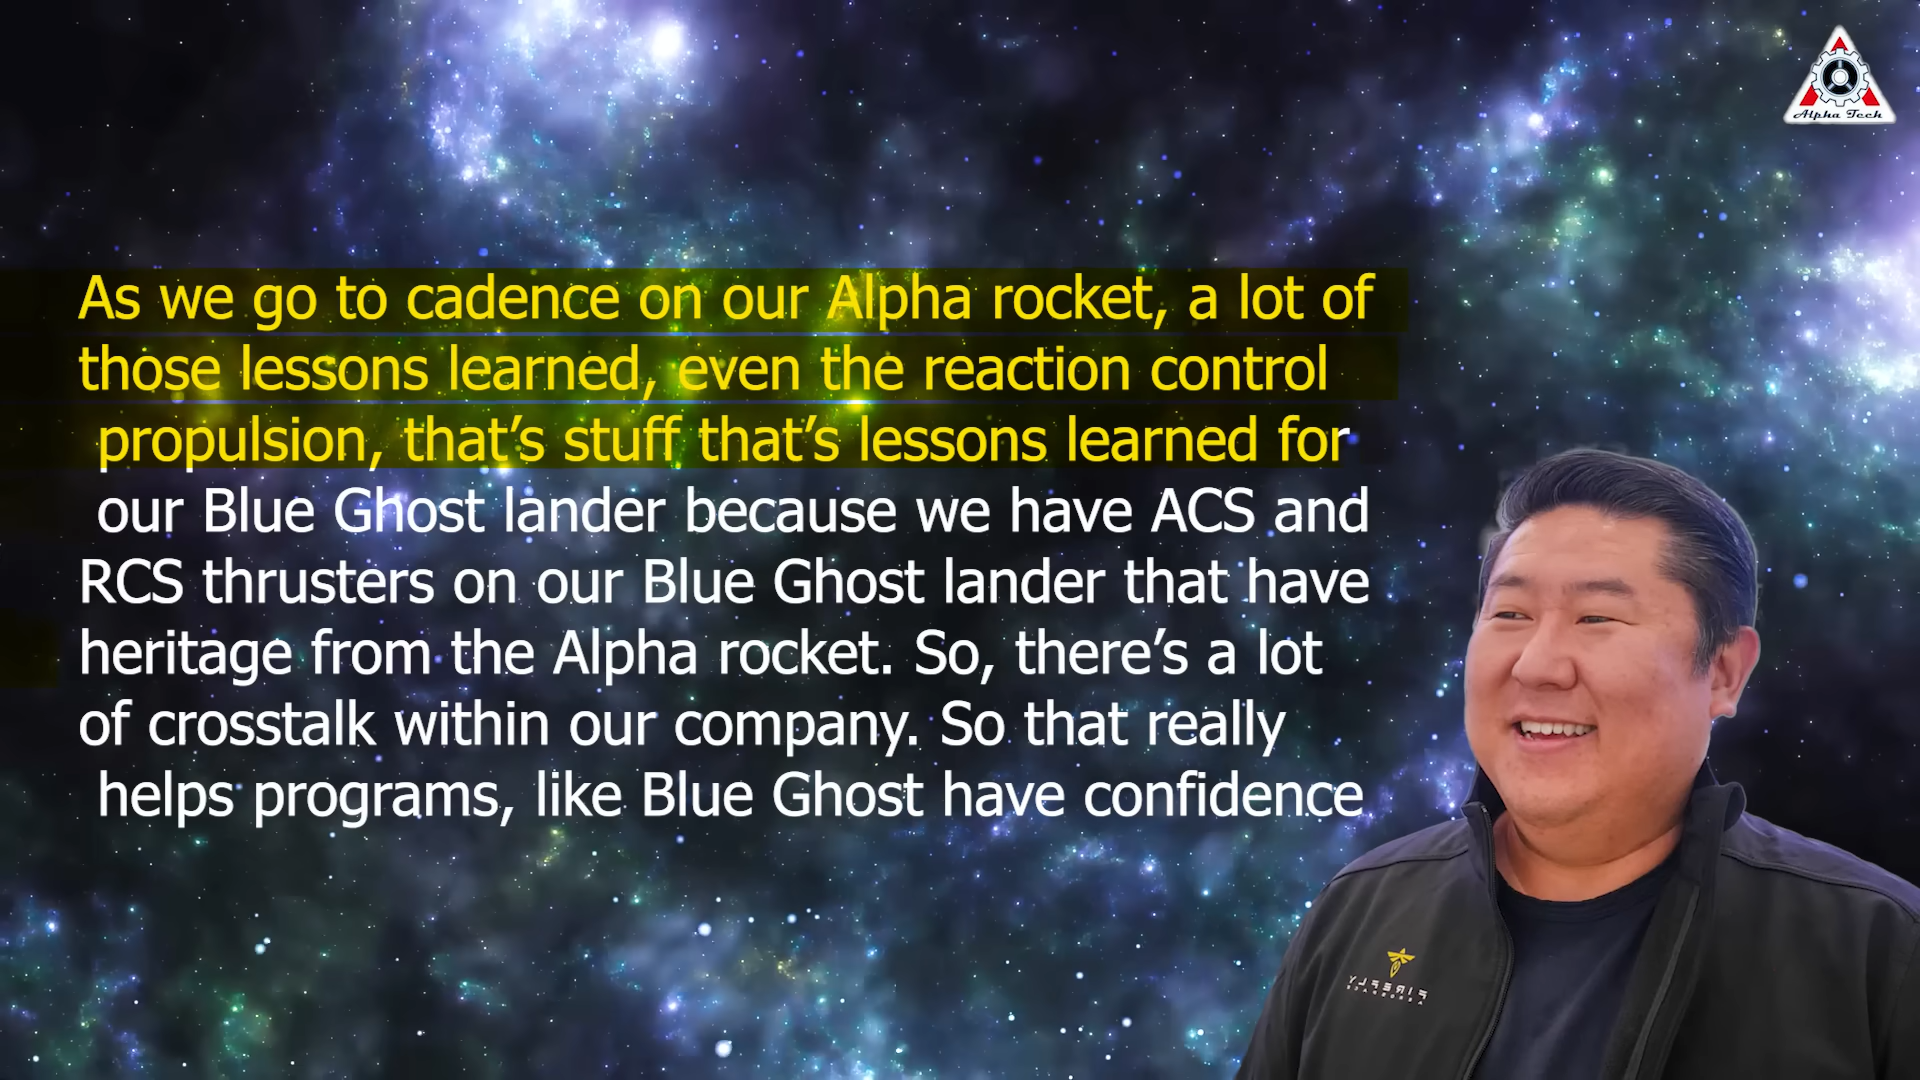 Alpha Tech
As we go to cadence on our Alpha rocket, a lot of
those lessons learned, even the reaction control
propulsion, that’s stuff that’s lessons learned for
our Blue Ghost lander because we have ACS and
RCS thrusters on our Blue Ghost lander that have
heritage from the Alpha rocket. So, there’s a lot
of crosstalk within our company. So that really
helps programs, like Blue Ghost have confidence
FIREFLY
AEROSPACE